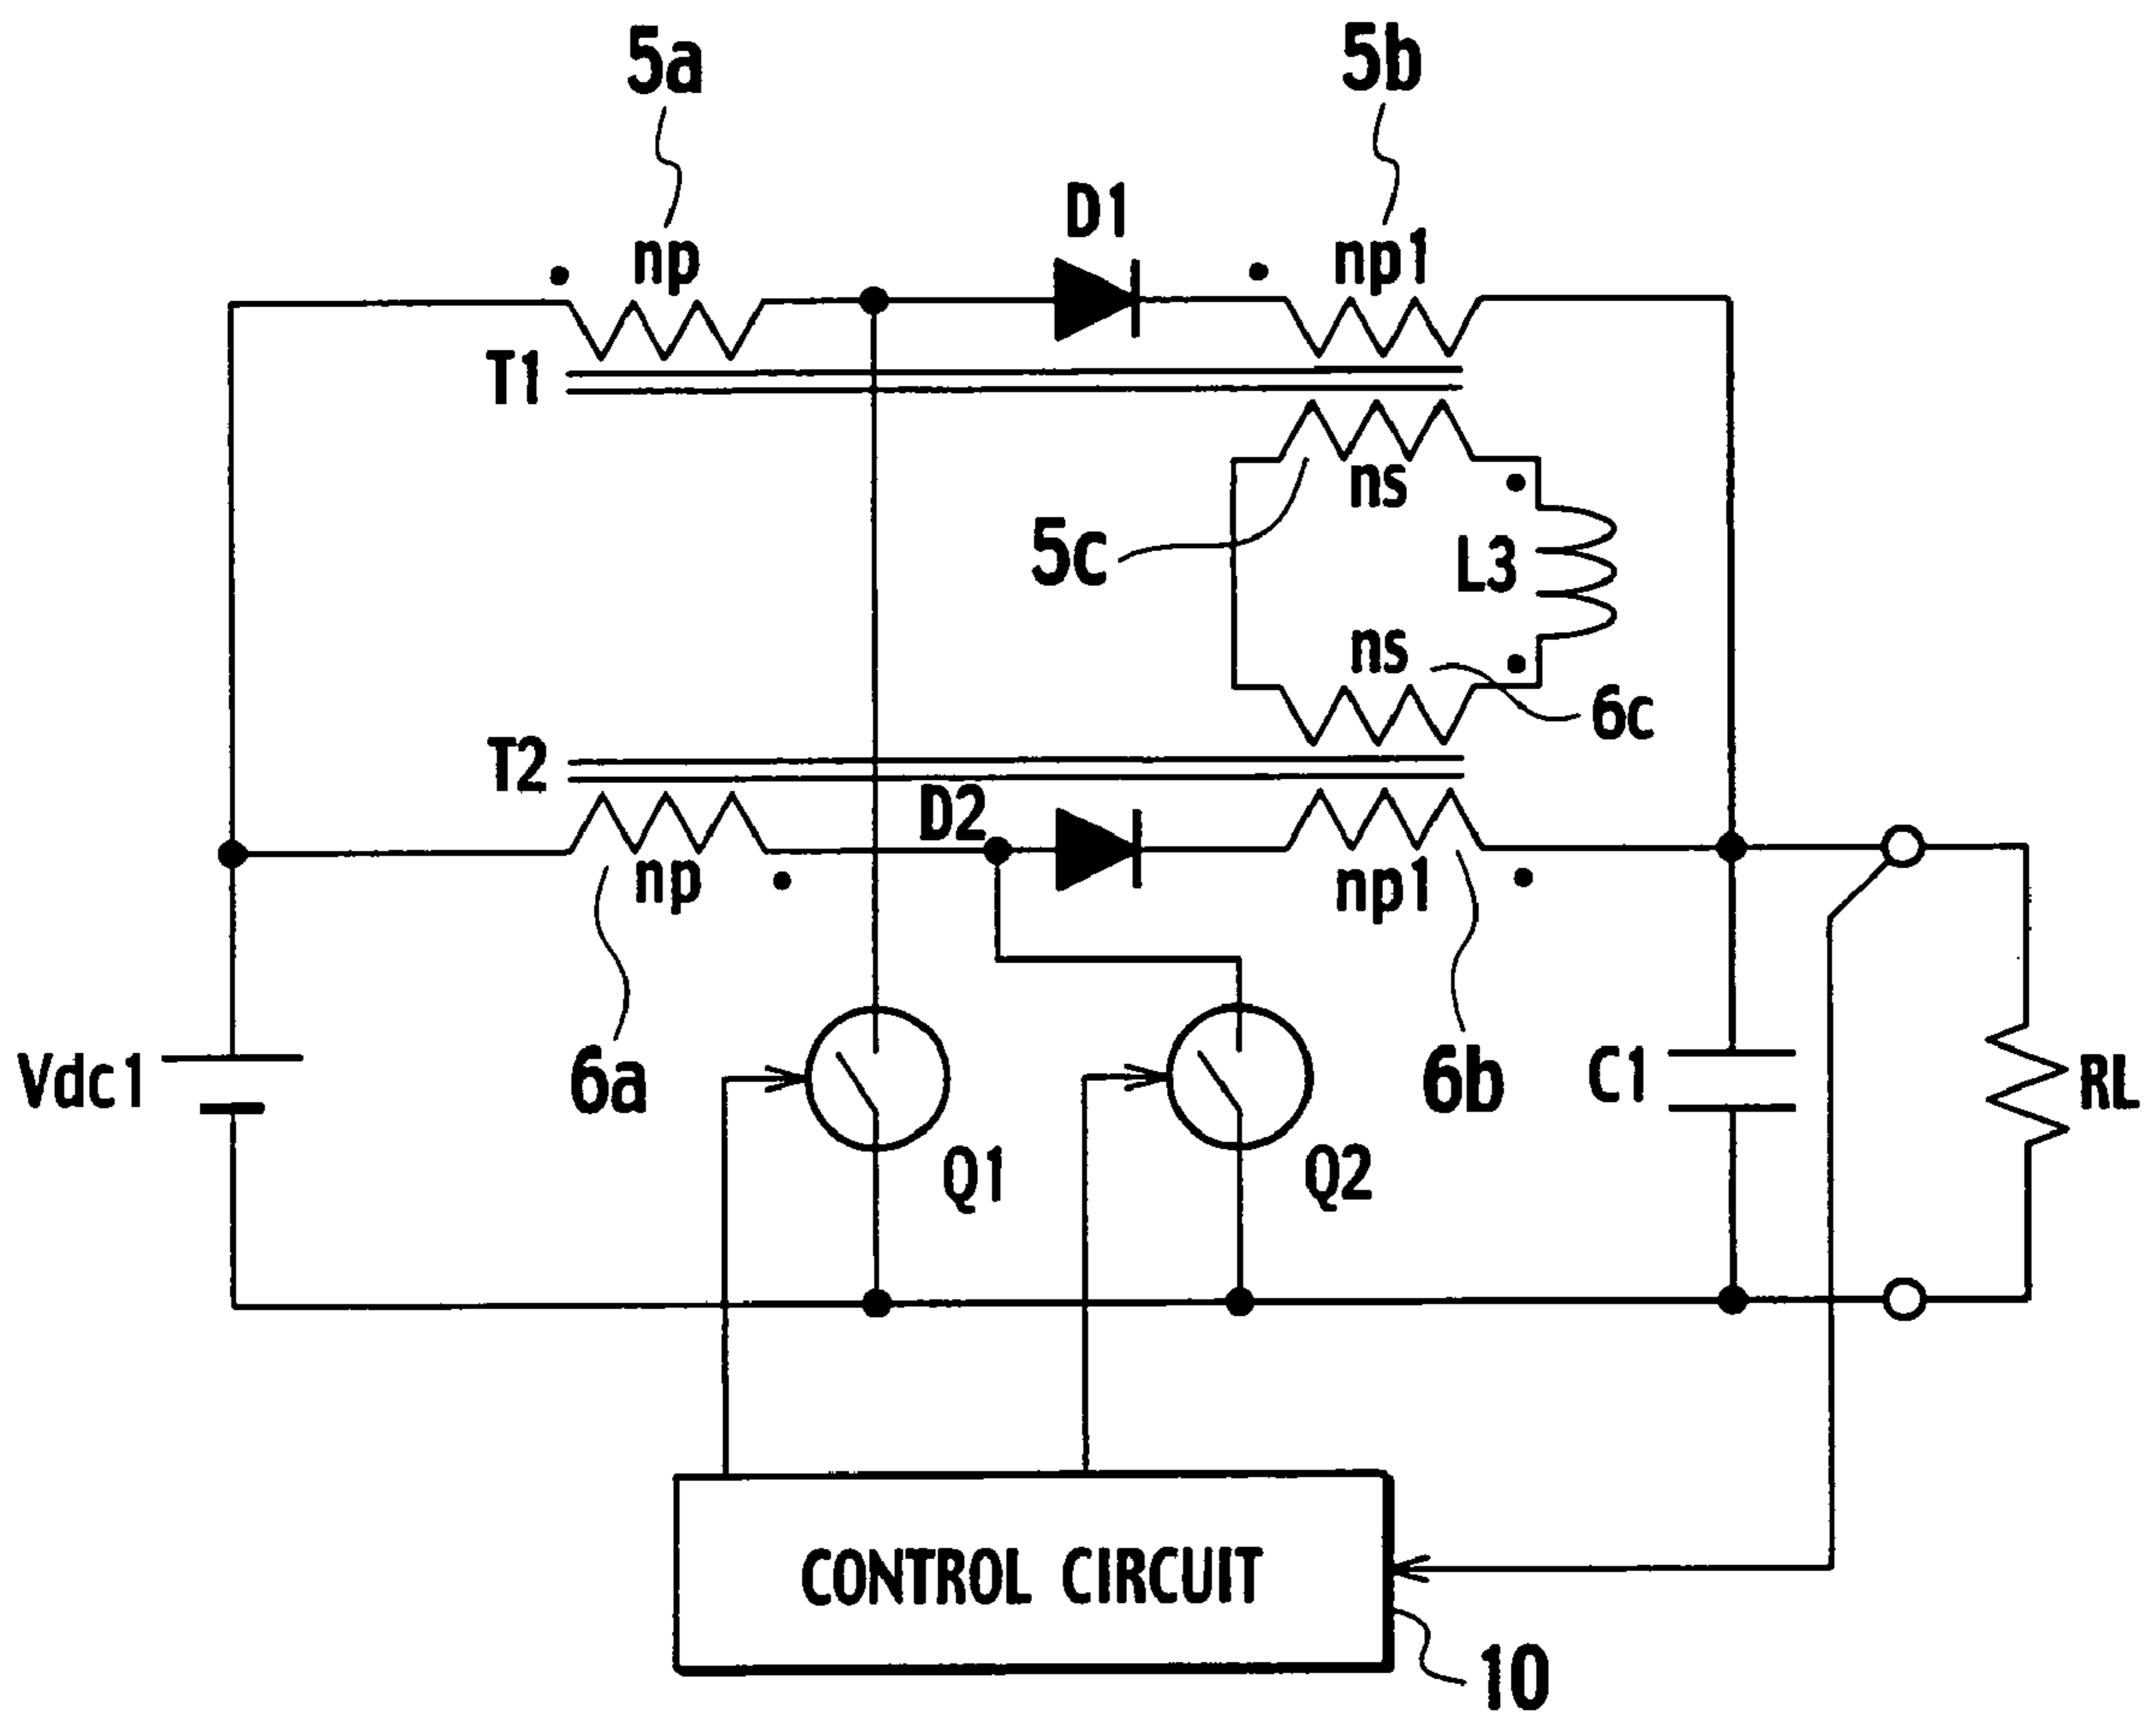 5a
5b
D1
np
np1
T1
ns
5c
L3
ns
6c
T2
D2
np
np1
Vdc1
6a
6b
C1
RL
Q1
Q2
CONTROL CIRCUIT
10